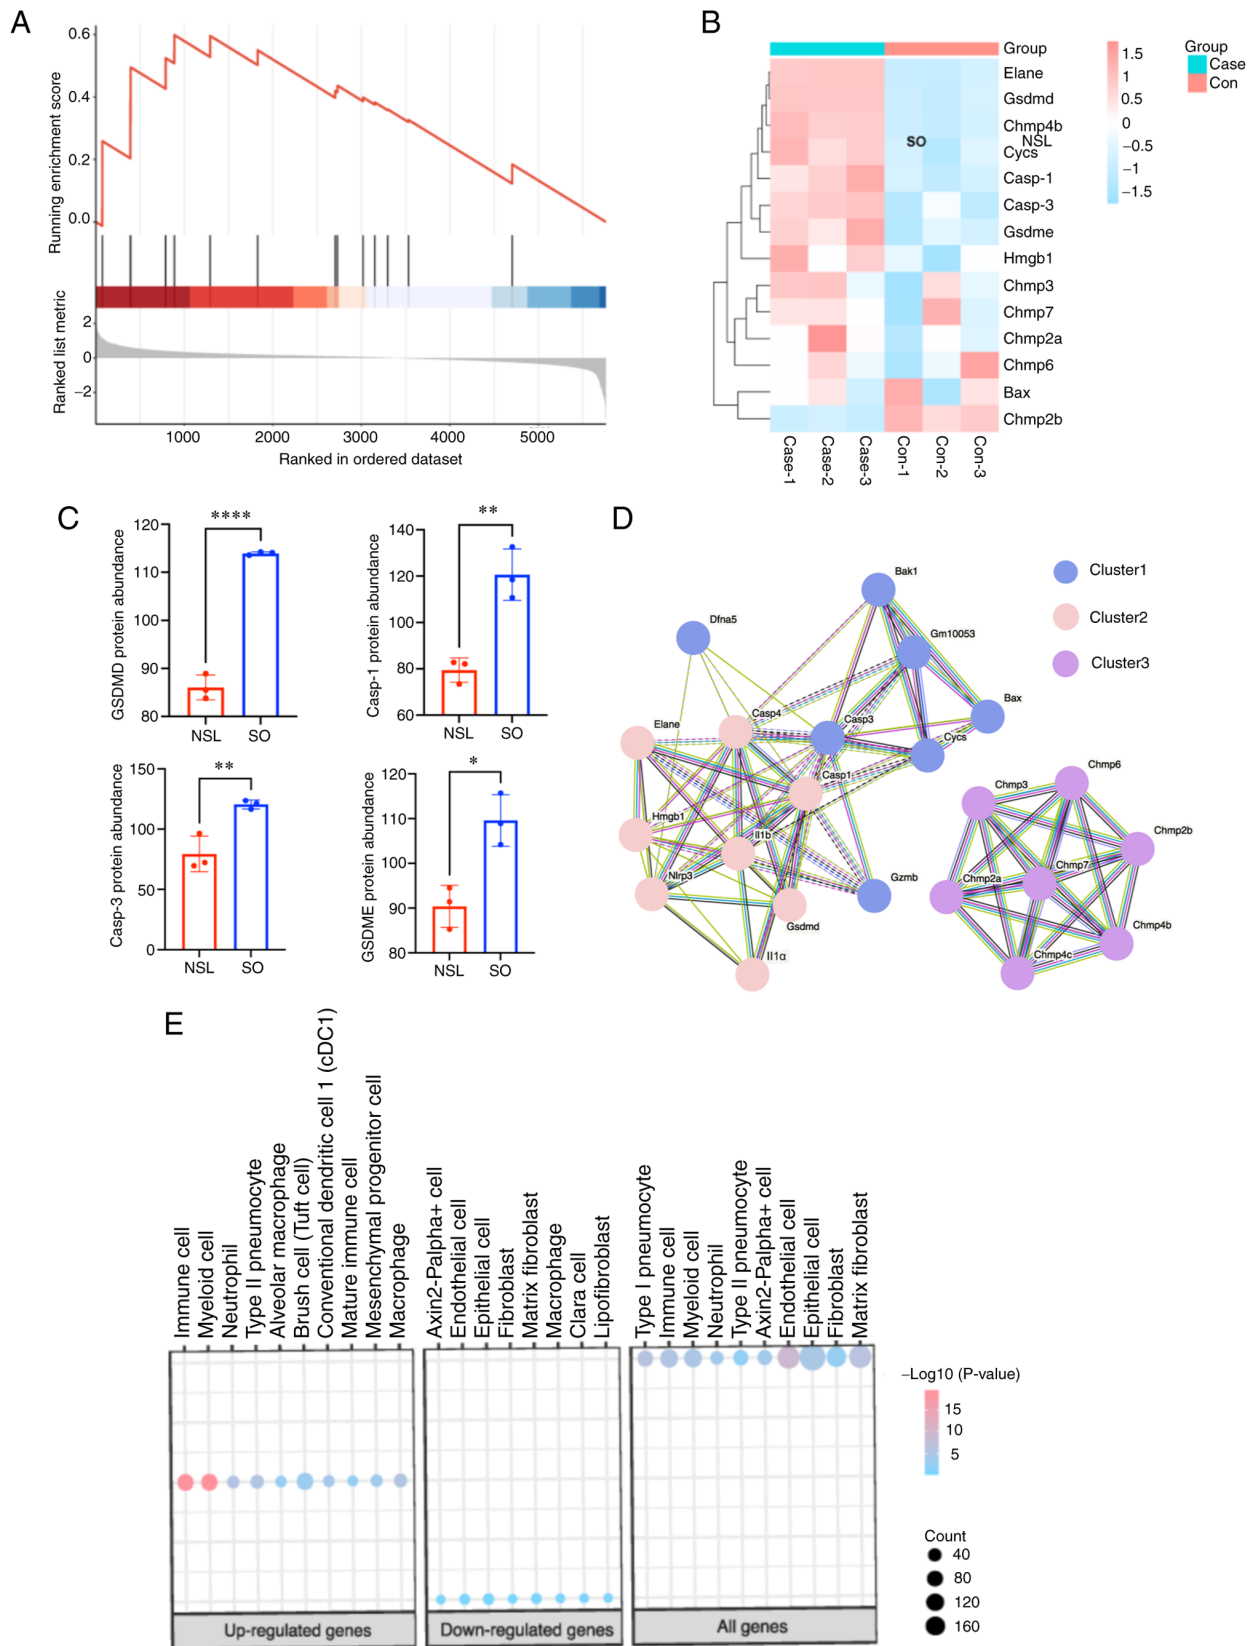 A
Running enrichment score
0.6
0.4
0.2
0.0
Ranked list metric
2
0
−2
1000 2000 3000 4000 5000
Ranked in ordered dataset
B
Group
Elane
Gsdmd
Chmp4b
SO NSL
Cycs
Casp-1
Casp-3
Gsdme
Hmgb1
Chmp3
Chmp7
Chmp2a
Chmp6
Bax
Chmp2b
Case-1 Case-2 Case-3 Con-1 Con-2 Con-3
1.5
1
0.5
0
−0.5
−1
−1.5
Group
Case
Con
C
GSDMD protein abundance
120
110
100
90
80
****
NSL SO
Casp-1 protein abundance
140
120
100
80
60
**
NSL SO
Casp-3 protein abundance
150
100
50
0
**
NSL SO
GSDME protein abundance
120
110
100
90
80
*
NSL SO
D
Bak1
Dfna5
Gm10053
Bax
Casp4
Casp3
Elane
Cycs
Casp1
Hmgb1
Il1b
Nlrp3
Gzmb
Gsdmd
Il1α
Chmp6
Chmp3
Chmp2b
Chmp7
Chmp2a
Chmp4b
Chmp4c
Cluster1
Cluster2
Cluster3
E
Immune cell
Myeloid cell
Neutrophil
Type II pneumocyte
Alveolar macrophage
Brush cell (Tuft cell)
Conventional dendritic cell 1 (cDC1)
Mature immune cell
Mesenchymal progenitor cell
Macrophage
Axin2-Palpha+ cell
Endothelial cell
Epithelial cell
Fibroblast
Matrix fibroblast
Macrophage
Clara cell
Lipofibroblast
Type I pneumocyte
Immune cell
Myeloid cell
Neutrophil
Type II pneumocyte
Axin2-Palpha+ cell
Endothelial cell
Epithelial cell
Fibroblast
Matrix fibroblast
Up-regulated genes
Down-regulated genes
All genes
−Log10 (P-value)
15
10
5
Count
40
80
120
160